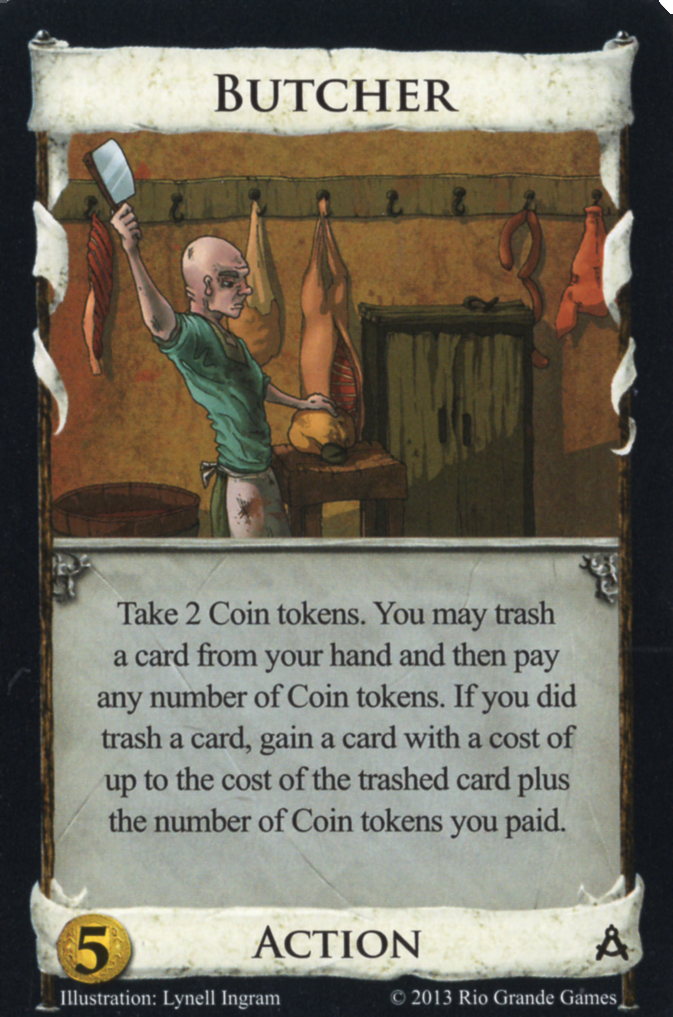 BUTCHER
Take 2 Coin tokens. You may trash
a card from your hand and then pay
any number of Coin tokens. If you did
trash a card, gain a card with a cost of
up to the cost of the trashed card plus
the number of Coin tokens you paid.
5 ACTION
Illustration: Lynell Ingram © 2013 Rio Grande Games